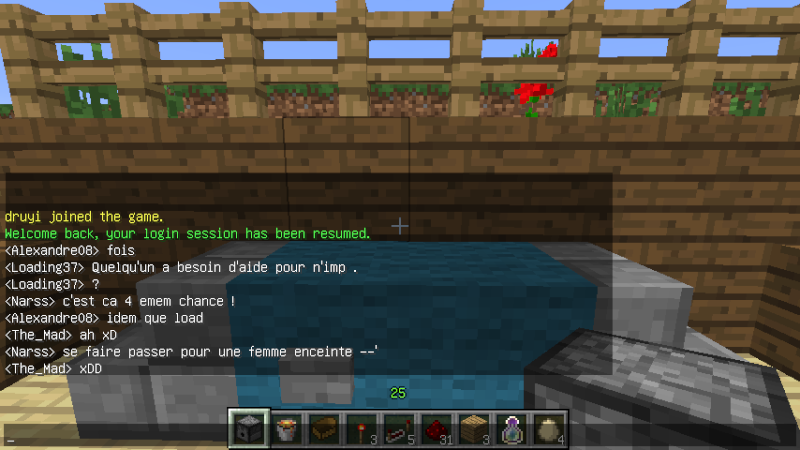 druyi joined the game.
Welcome back, your login session has been resumed.
<Alexandre08> fois
<Loading37> Quelqu'un a besoin d'aide pour n'imp .
<Loading37> ?
<Narss> c'est ca 4 emem chance !
<Alexandre08> idem que load
<The_Mad> ah xD
<Narss> se faire passer pour une femme enceinte --'
<The_Mad> xDD
25
3 5 31 3 4
_